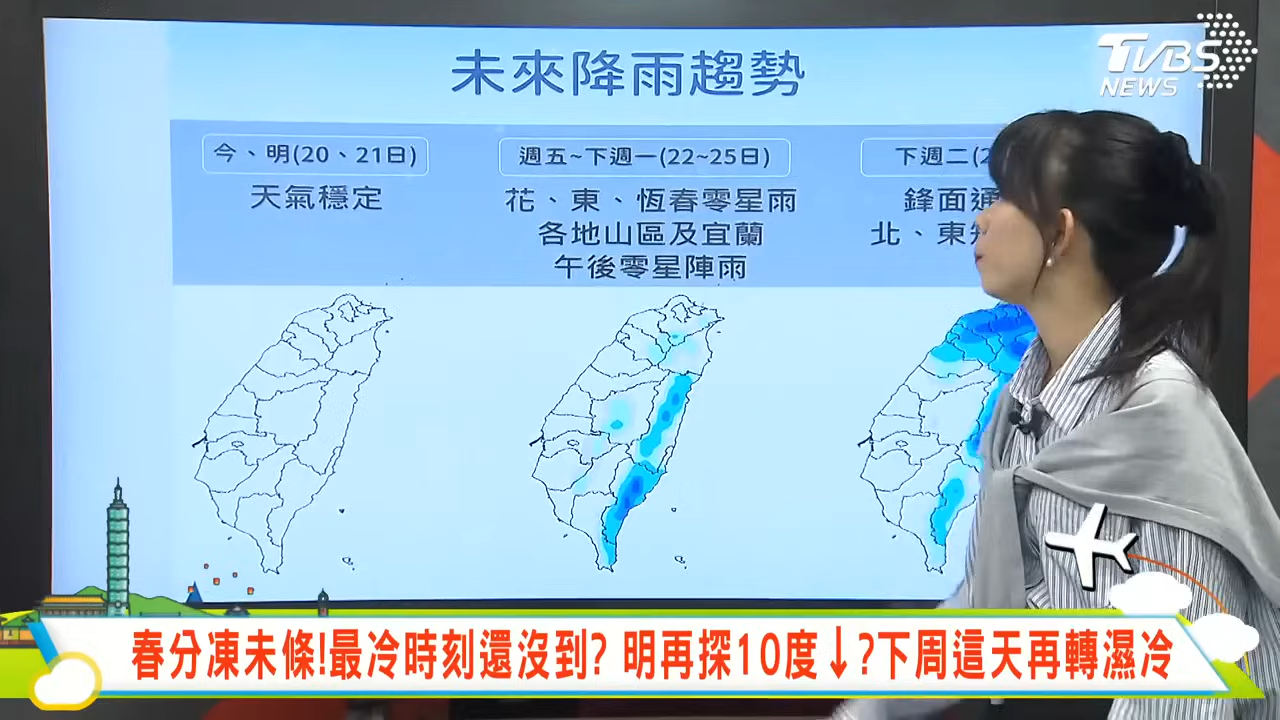 TVBS
NEWS
未來降雨趨勢
今、明(20、21日)
天氣穩定
週五~下週一(22~25日)
花、東、恆春零星雨
各地山區及宜蘭
午後零星陣雨
下週二(2
鋒面通
北、東
春分凍未條!最冷時刻還沒到? 明再探10度↓?下周這天再轉濕冷